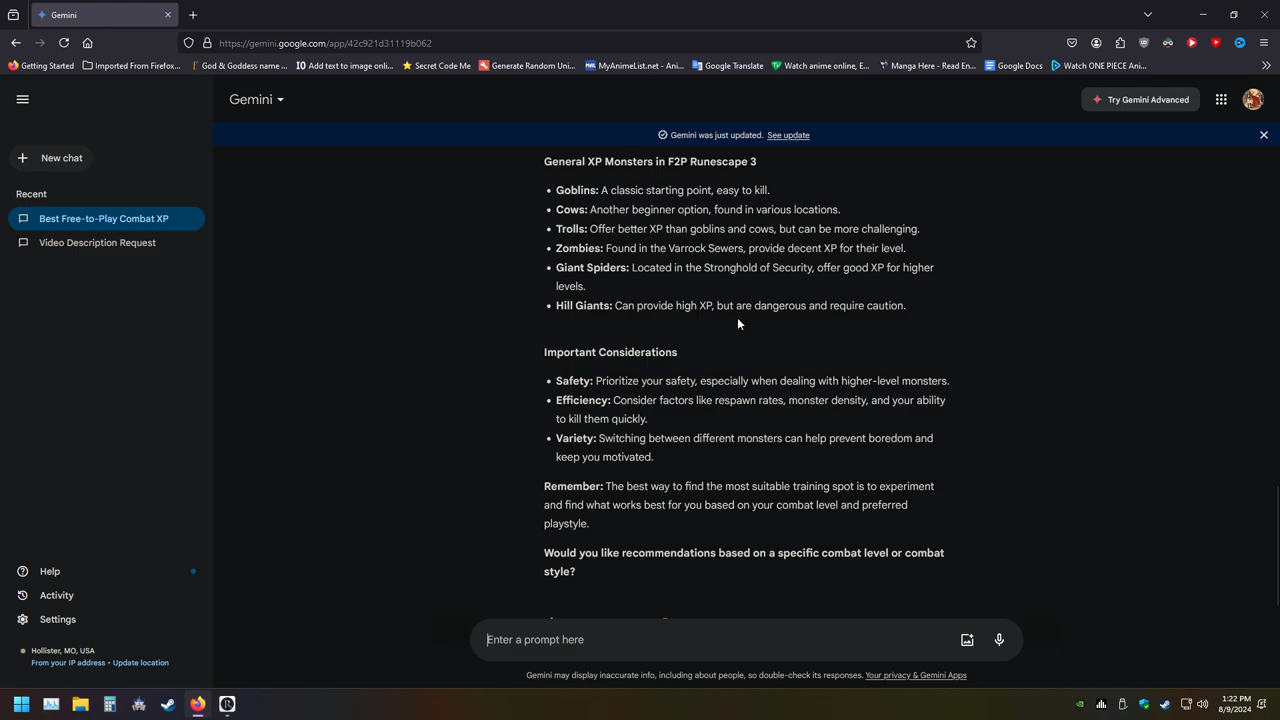 Gemini
https://gemini.google.com/app/42c921d31119b062
Getting Started
Imported From Firefox...
God & Goddess name ...
Add text to image onli...
Secret Code Me
Generate Random Uni...
MyAnimeList.net - Ani...
Google Translate
Watch anime online, E...
Manga Here - Read En...
Google Docs
Watch ONE PIECE Ani...
Gemini
Try Gemini Advanced
Gemini was just updated. See update
New chat
Recent
Best Free-to-Play Combat XP
Video Description Request
General XP Monsters in F2P Runescape 3
• Goblins: A classic starting point, easy to kill.
• Cows: Another beginner option, found in various locations.
• Trolls: Offer better XP than goblins and cows, but can be more challenging.
• Zombies: Found in the Varrock Sewers, provide decent XP for their level.
• Giant Spiders: Located in the Stronghold of Security, offer good XP for higher
levels.
• Hill Giants: Can provide high XP, but are dangerous and require caution.
Important Considerations
• Safety: Prioritize your safety, especially when dealing with higher-level monsters.
• Efficiency: Consider factors like respawn rates, monster density, and your ability
to kill them quickly.
• Variety: Switching between different monsters can help prevent boredom and
keep you motivated.
Remember: The best way to find the most suitable training spot is to experiment
and find what works best for you based on your combat level and preferred
playstyle.
Would you like recommendations based on a specific combat level or combat
style?
Help
Activity
Settings
Hollister, MO, USA
From your IP address • Update location
Enter a prompt here
Gemini may display inaccurate info, including about people, so double-check its responses. Your privacy & Gemini Apps
1:22 PM
8/9/2024